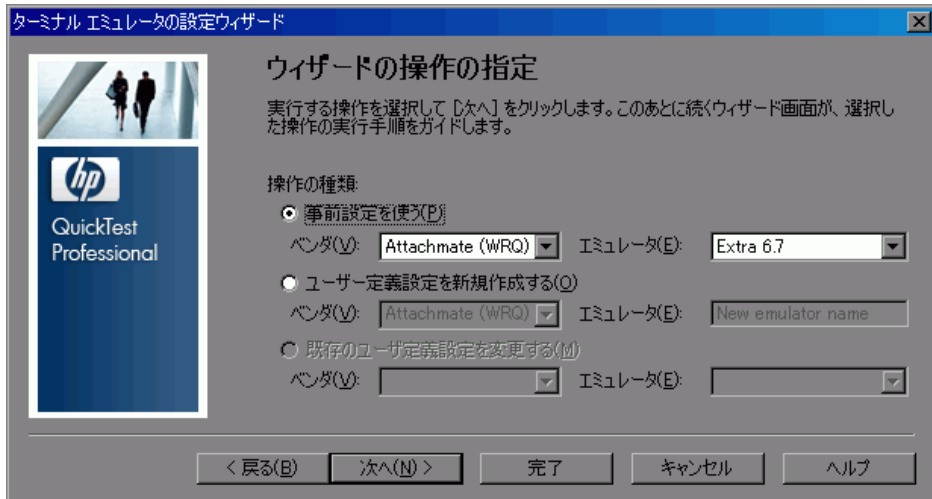 ターミナル エミュレータの設定ウィザード
hp
QuickTest
Professional
ウィザードの操作の指定
実行する操作を選択して [次へ] をクリックします。このあとに続くウィザード画面が、選択し
た操作の実行手順をガイドします。
操作の種類:
事前設定を使う(P)
ベンダ(V): Attachmate (WRQ) エミュレータ(E): Extra 6.7
ユーザー定義設定を新規作成する(O)
ベンダ(V): Attachmate (WRQ) エミュレータ(E): New emulator name
既存のユーザ定義設定を変更する(M)
ベンダ(V): エミュレータ(E):
< 戻る(B) 次へ(N) > 完了 キャンセル ヘルプ